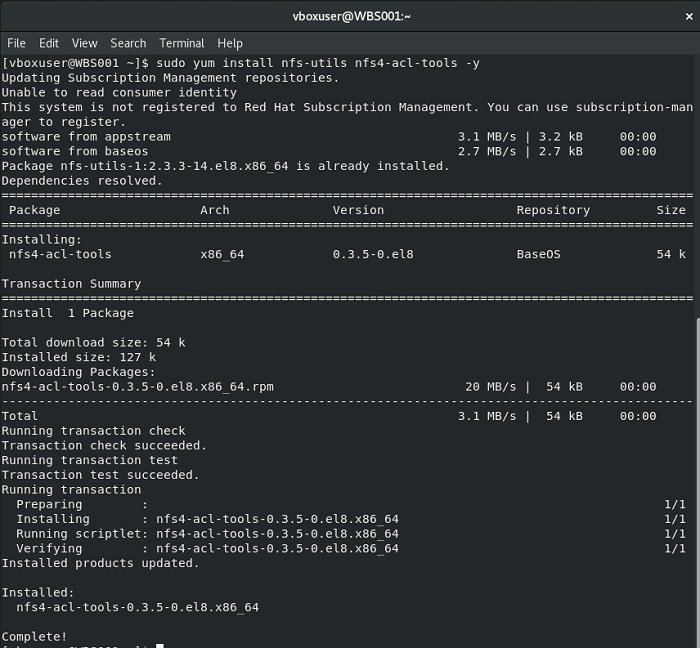 vboxuser@WBS001:~
File Edit View Search Terminal Help
[vboxuser@WBS001 ~]$ sudo yum install nfs-utils nfs4-acl-tools -y
Updating Subscription Management repositories.
Unable to read consumer identity
This system is not registered to Red Hat Subscription Management. You can use subscription-man
ager to register.
software from appstream 3.1 MB/s | 3.2 kB 00:00
software from baseos 2.7 MB/s | 2.7 kB 00:00
Package nfs-utils-1:2.3.3-14.el8.x86_64 is already installed.
Dependencies resolved.
================================================================================
Package Arch Version Repository Size
================================================================================
Installing:
nfs4-acl-tools x86_64 0.3.5-0.el8 BaseOS 54 k

Transaction Summary
================================================================================
Install 1 Package

Total download size: 54 k
Installed size: 127 k
Downloading Packages:
nfs4-acl-tools-0.3.5-0.el8.x86_64.rpm 20 MB/s | 54 kB 00:00
--------------------------------------------------------------------------------
Total 3.1 MB/s | 54 kB 00:00
Running transaction check
Transaction check succeeded.
Running transaction test
Transaction test succeeded.
Running transaction
Preparing : 1/1
Installing : nfs4-acl-tools-0.3.5-0.el8.x86_64 1/1
Running scriptlet: nfs4-acl-tools-0.3.5-0.el8.x86_64 1/1
Verifying : nfs4-acl-tools-0.3.5-0.el8.x86_64 1/1
Installed products updated.

Installed:
nfs4-acl-tools-0.3.5-0.el8.x86_64

Complete!